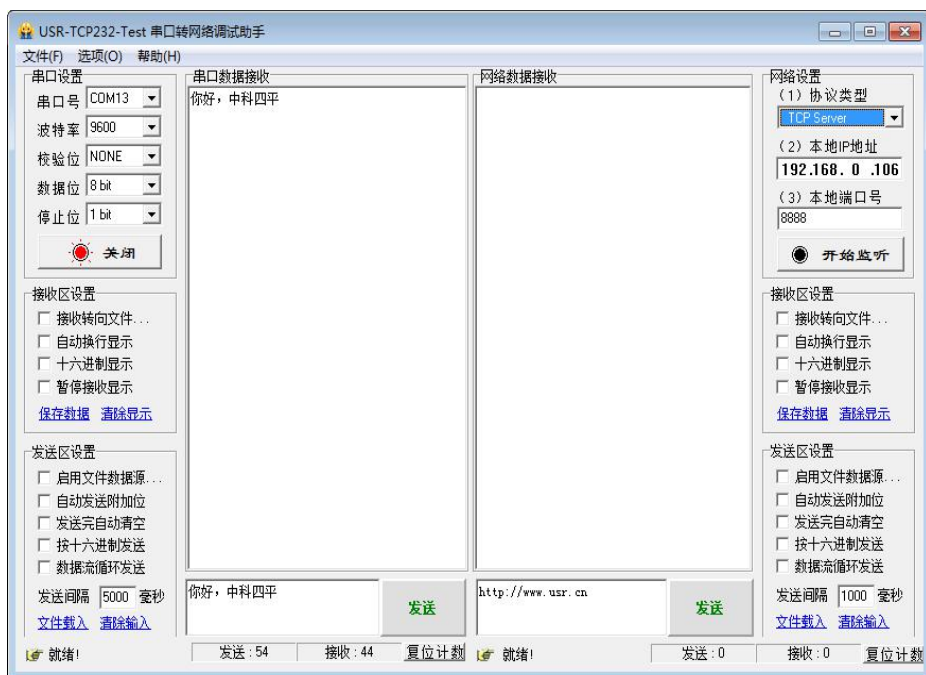 USR-TCP232-Test 串口转网络调试助手
文件(F) 选项(O) 帮助(H)
串口设置
串口号 COM13
波特率 9600
校验位 NONE
数据位 8 bit
停止位 1 bit
关闭
接收区设置
接收转向文件...
自动换行显示
十六进制显示
暂停接收显示
保存数据 清除显示
发送区设置
启用文件数据源...
自动发送附加位
发送完自动清空
按十六进制发送
数据流循环发送
发送间隔 5000 毫秒
文件载入 清除输入
串口数据接收
你好，中科四平
你好，中科四平
发送
网络数据接收
http://www.usr.cn
发送
网络设置
(1) 协议类型
TCP Server
(2) 本地IP地址
192.168. 0 .106
(3) 本地端口号
8888
开始监听
接收区设置
接收转向文件...
自动换行显示
十六进制显示
暂停接收显示
保存数据 清除显示
发送区设置
启用文件数据源...
自动发送附加位
发送完自动清空
按十六进制发送
数据流循环发送
发送间隔 1000 毫秒
文件载入 清除输入
就绪! 发送:54 接收:44 复位计数 就绪! 发送:0 接收:0 复位计数